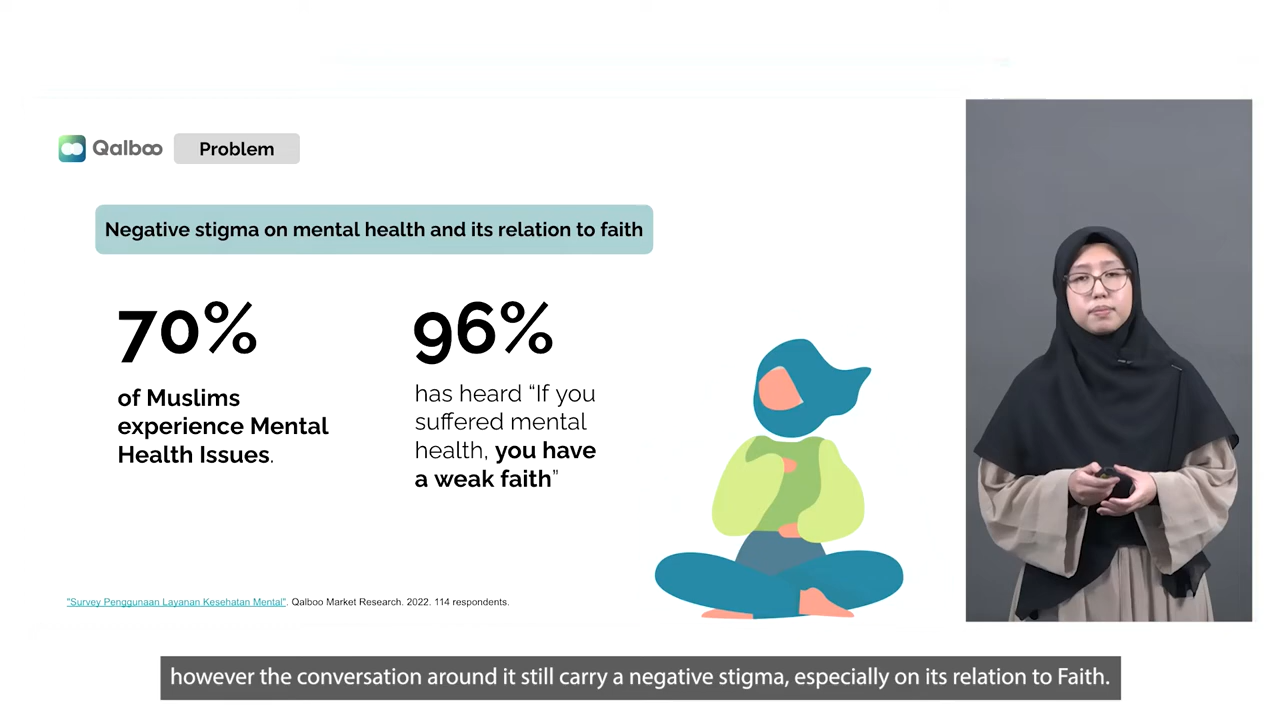 Qalboo
Problem
Negative stigma on mental health and its relation to faith
70%
of Muslims
experience Mental
Health Issues.
96%
has heard “If you
suffered mental
health, you have
a weak faith”
"Survey Penggunaan Layanan Kesehatan Mental". Qalboo Market Research. 2022. 114 respondents.
however the conversation around it still carry a negative stigma, especially on its relation to Faith.